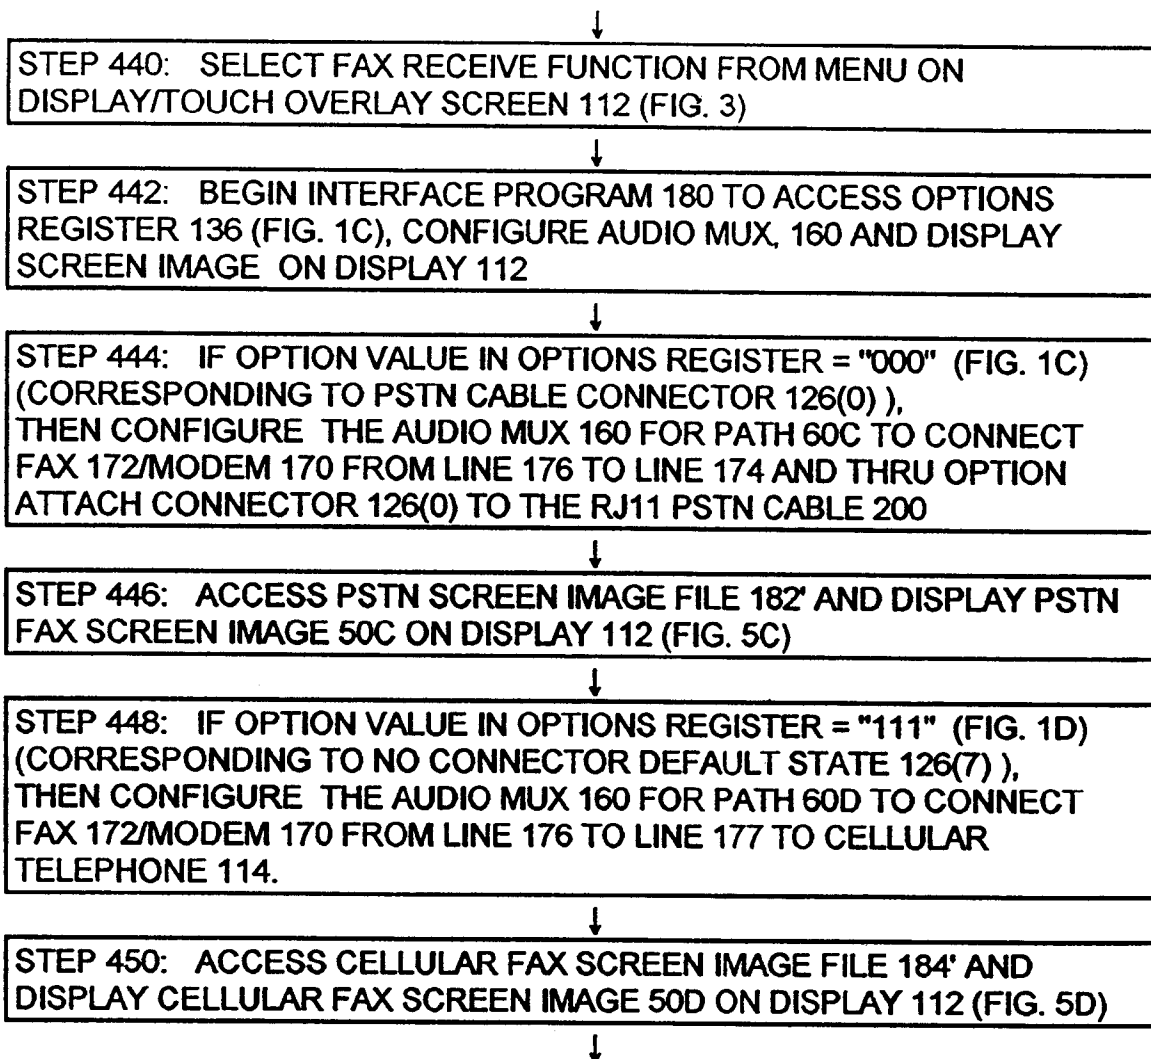 STEP 440: SELECT FAX RECEIVE FUNCTION FROM MENU ON
DISPLAY/TOUCH OVERLAY SCREEN 112 (FIG. 3)
STEP 442: BEGIN INTERFACE PROGRAM 180 TO ACCESS OPTIONS
REGISTER 136 (FIG. 1C), CONFIGURE AUDIO MUX, 160 AND DISPLAY
SCREEN IMAGE ON DISPLAY 112
STEP 444: IF OPTION VALUE IN OPTIONS REGISTER = "000" (FIG. 1C)
(CORRESPONDING TO PSTN CABLE CONNECTOR 126(0) ),
THEN CONFIGURE THE AUDIO MUX 160 FOR PATH 60C TO CONNECT
FAX 172/MODEM 170 FROM LINE 176 TO LINE 174 AND THRU OPTION
ATTACH CONNECTOR 126(0) TO THE RJ11 PSTN CABLE 200
STEP 446: ACCESS PSTN SCREEN IMAGE FILE 182' AND DISPLAY PSTN
FAX SCREEN IMAGE 50C ON DISPLAY 112 (FIG. 5C)
STEP 448: IF OPTION VALUE IN OPTIONS REGISTER = "111" (FIG. 1D)
(CORRESPONDING TO NO CONNECTOR DEFAULT STATE 126(7) ),
THEN CONFIGURE THE AUDIO MUX 160 FOR PATH 60D TO CONNECT
FAX 172/MODEM 170 FROM LINE 176 TO LINE 177 TO CELLULAR
TELEPHONE 114.
STEP 450: ACCESS CELLULAR FAX SCREEN IMAGE FILE 184' AND
DISPLAY CELLULAR FAX SCREEN IMAGE 50D ON DISPLAY 112 (FIG. 5D)